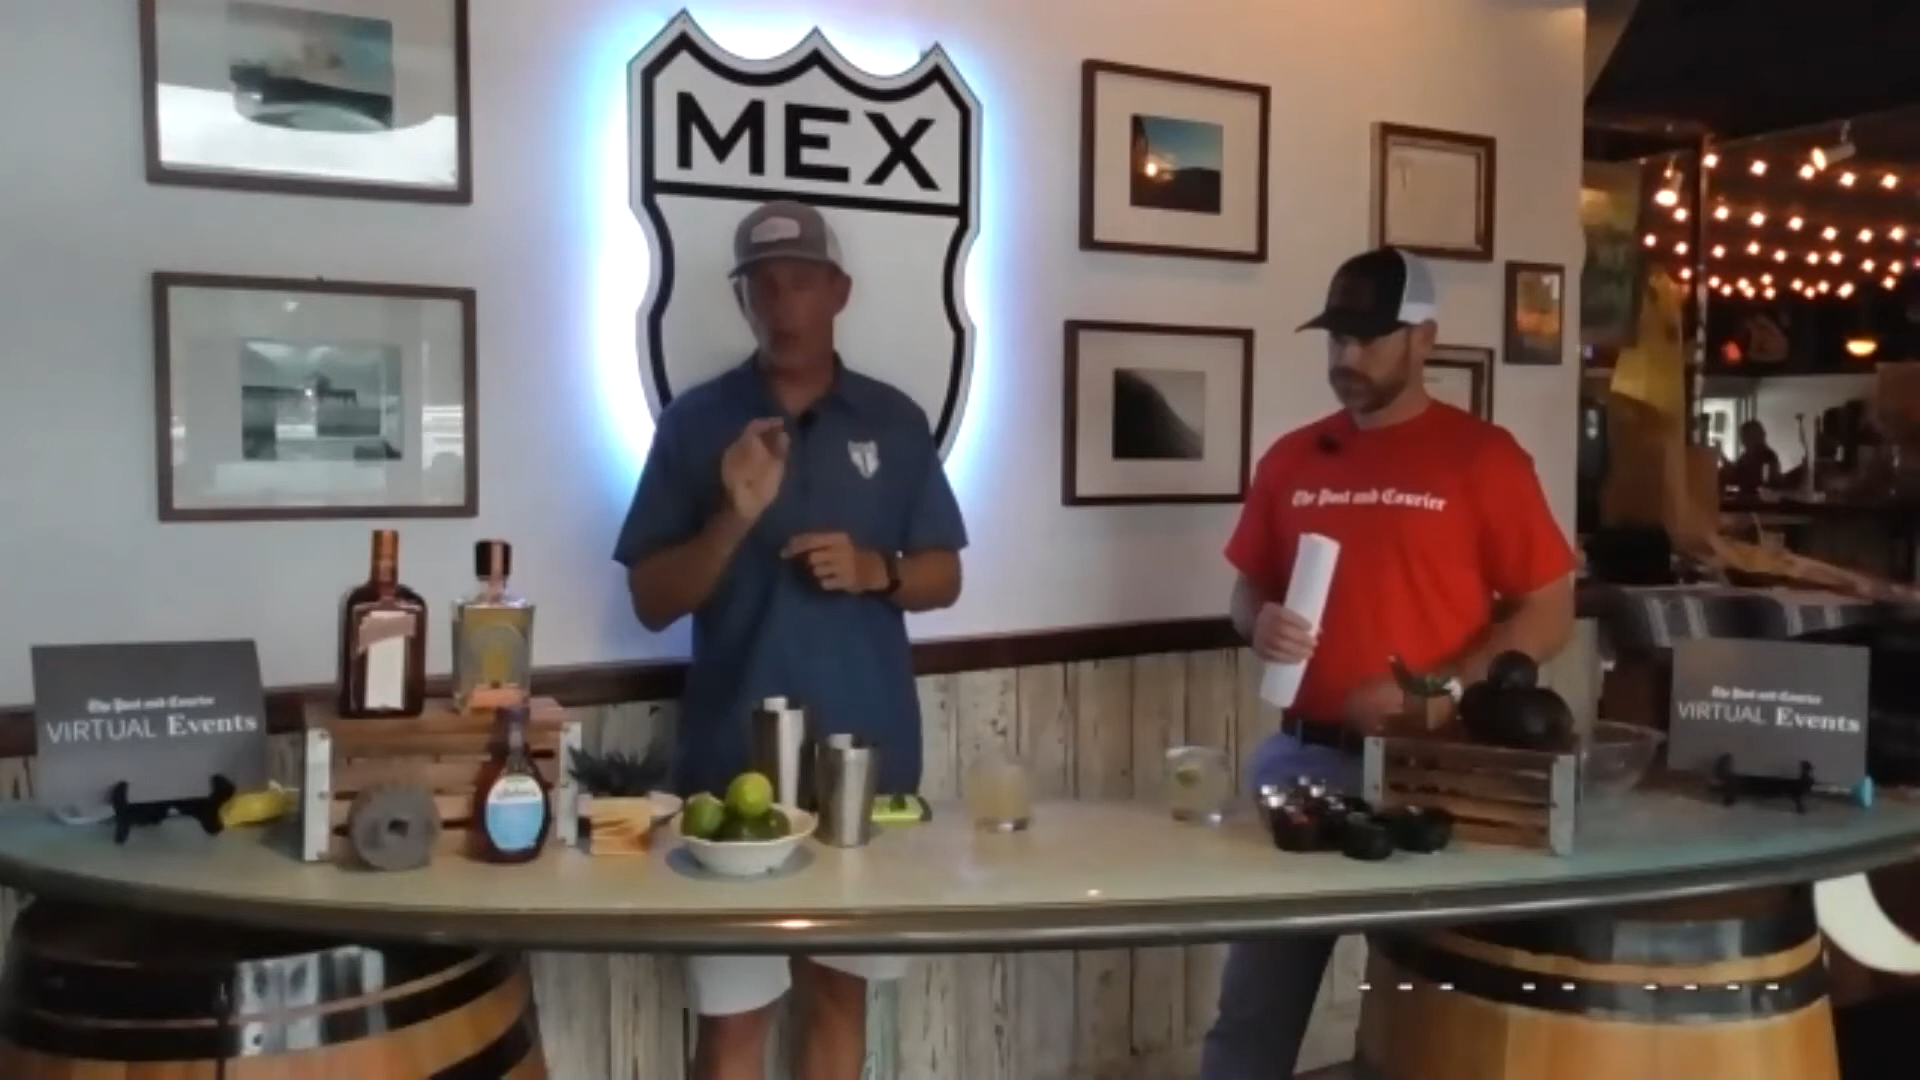 MEX
The Post and Courier
The Post and Courier
VIRTUAL Events
The Post and Courier
VIRTUAL Events